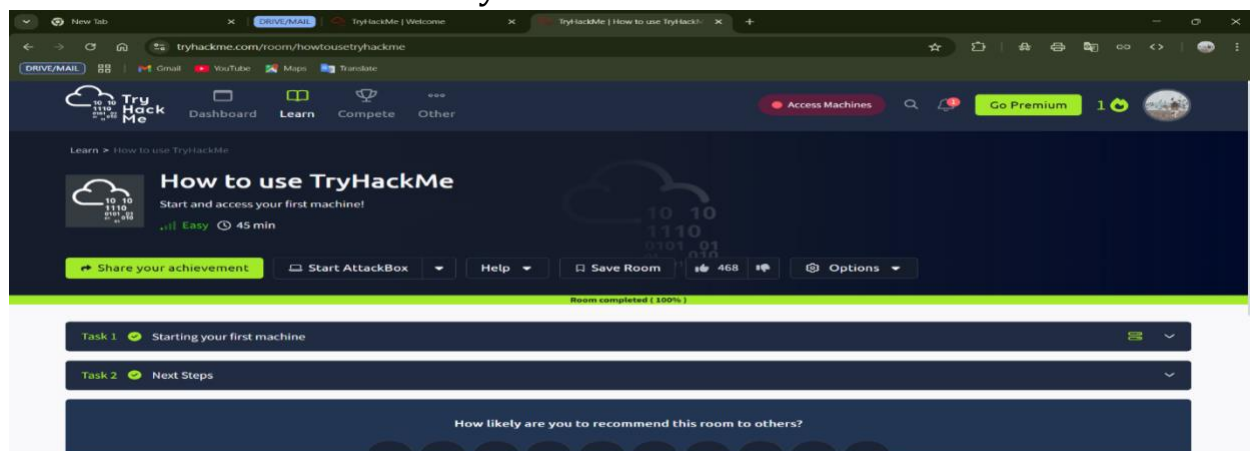 New Tab
DRIVE/MAIL
TryHackMe | Welcome
TryHackMe | How to use TryHack
tryhackme.com/room/howtousetryhackme
DRIVE/MAIL Gmail YouTube Maps Translate
Try Hack Me
Dashboard Learn Compete Other
Access Machines
Go Premium 1
Learn > How to use TryHackMe
How to use TryHackMe
Start and access your first machine!
Easy 45 min
Share your achievement Start AttackBox Help Save Room 468 Options
Room completed ( 100% )
Task 1 Starting your first machine
Task 2 Next Steps
How likely are you to recommend this room to others?